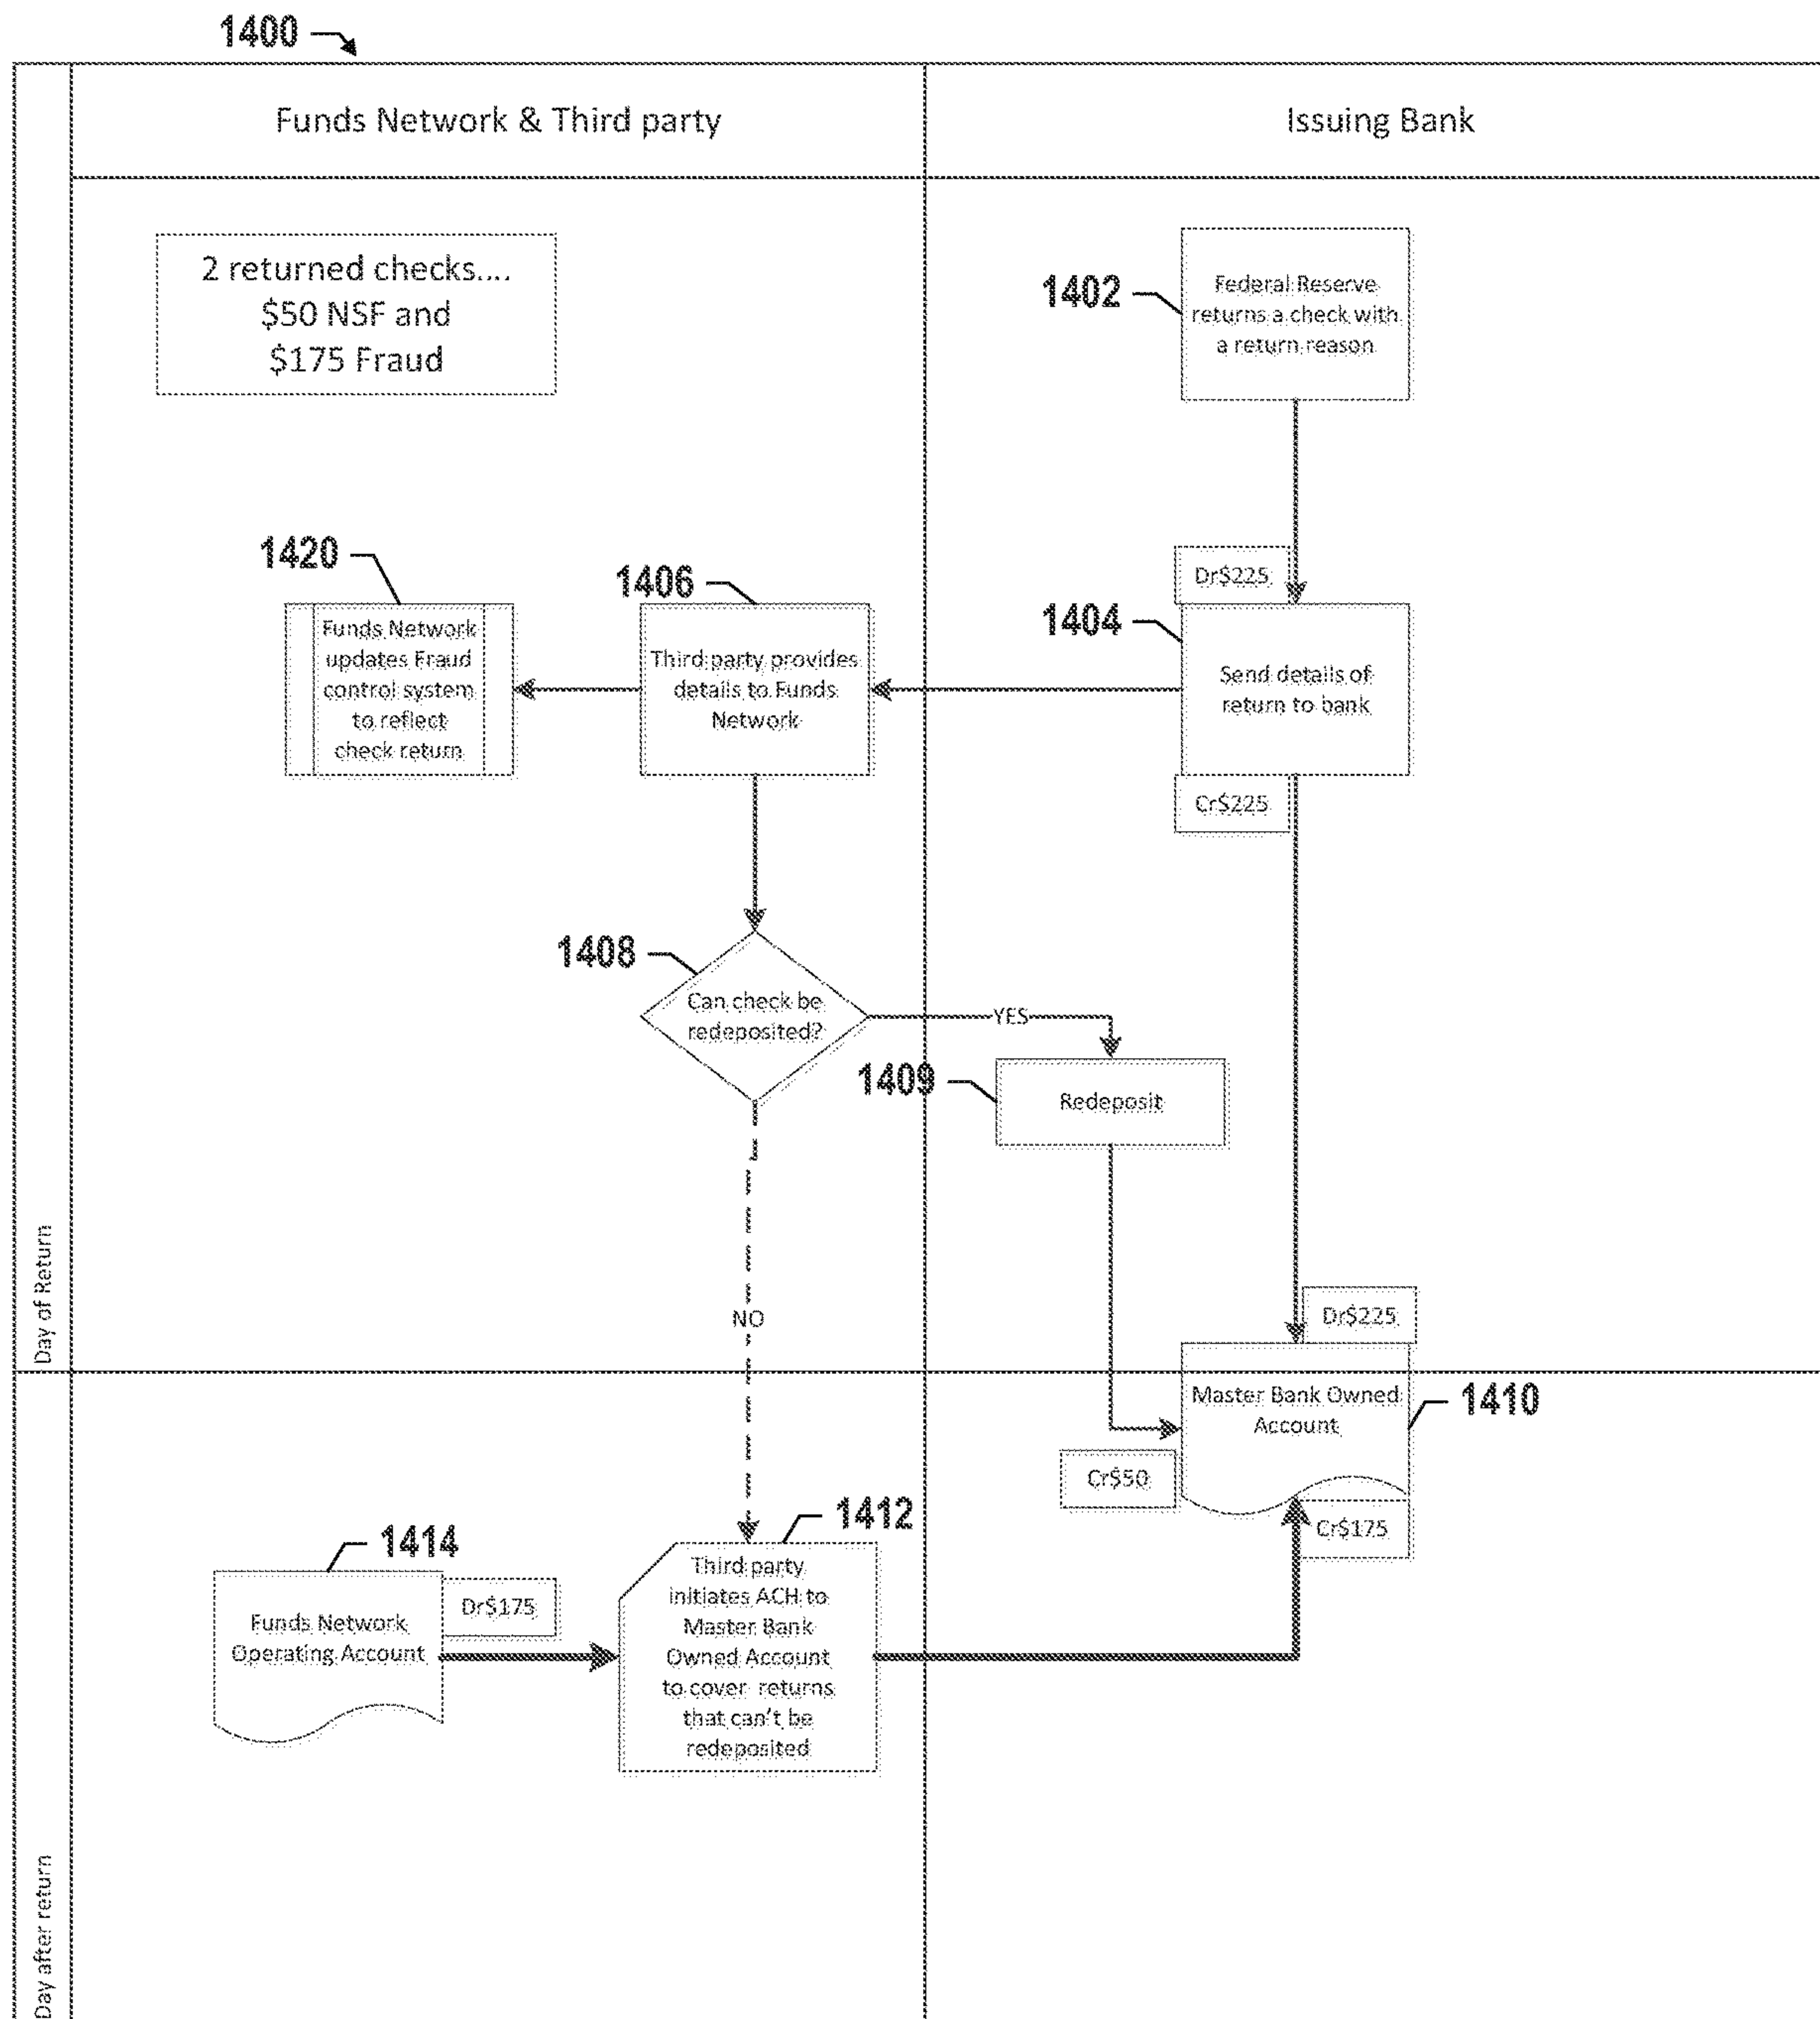 1400
Funds Network & Third party
Issuing Bank
2 returned checks....
$50 NSF and
$175 Fraud
1402
Federal Reserve
returns a check with
a return reason
1420
Funds Network
updates Fraud
control system
to reflect
check return
1406
Third party provides
details to Funds
Network
Dr$225
1404
Send details of
return to bank
Cr$225
1408
Can check be
redeposited?
YES
1409
Redeposit
NO
Day of Return
Dr$225
Master Bank Owned
Account
1410
Cr$50
Cr$175
1414
Funds Network
Operating Account
Dr$175
1412
Third party
initiates ACH to
Master Bank
Owned Account
to cover returns
that can't be
redeposited
Day after return